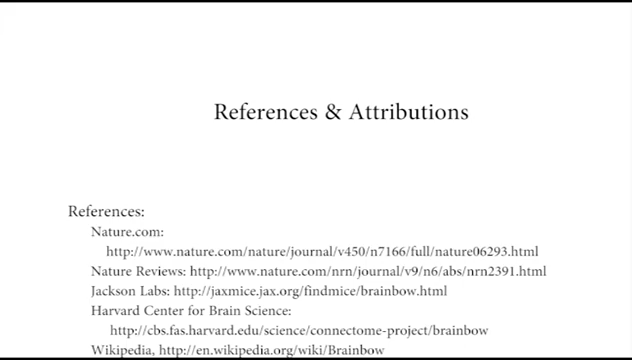 References & Attributions
References:
Nature.com:
http://www.nature.com/nature/journal/v450/n7166/full/nature06293.html
Nature Reviews: http://www.nature.com/nrn/journal/v9/n6/abs/nrn2391.html
Jackson Labs: http://jaxmice.jax.org/findmice/brainbow.html
Harvard Center for Brain Science:
http://cbs.fas.harvard.edu/science/connectome-project/brainbow
Wikipedia, http://en.wikipedia.org/wiki/Brainbow